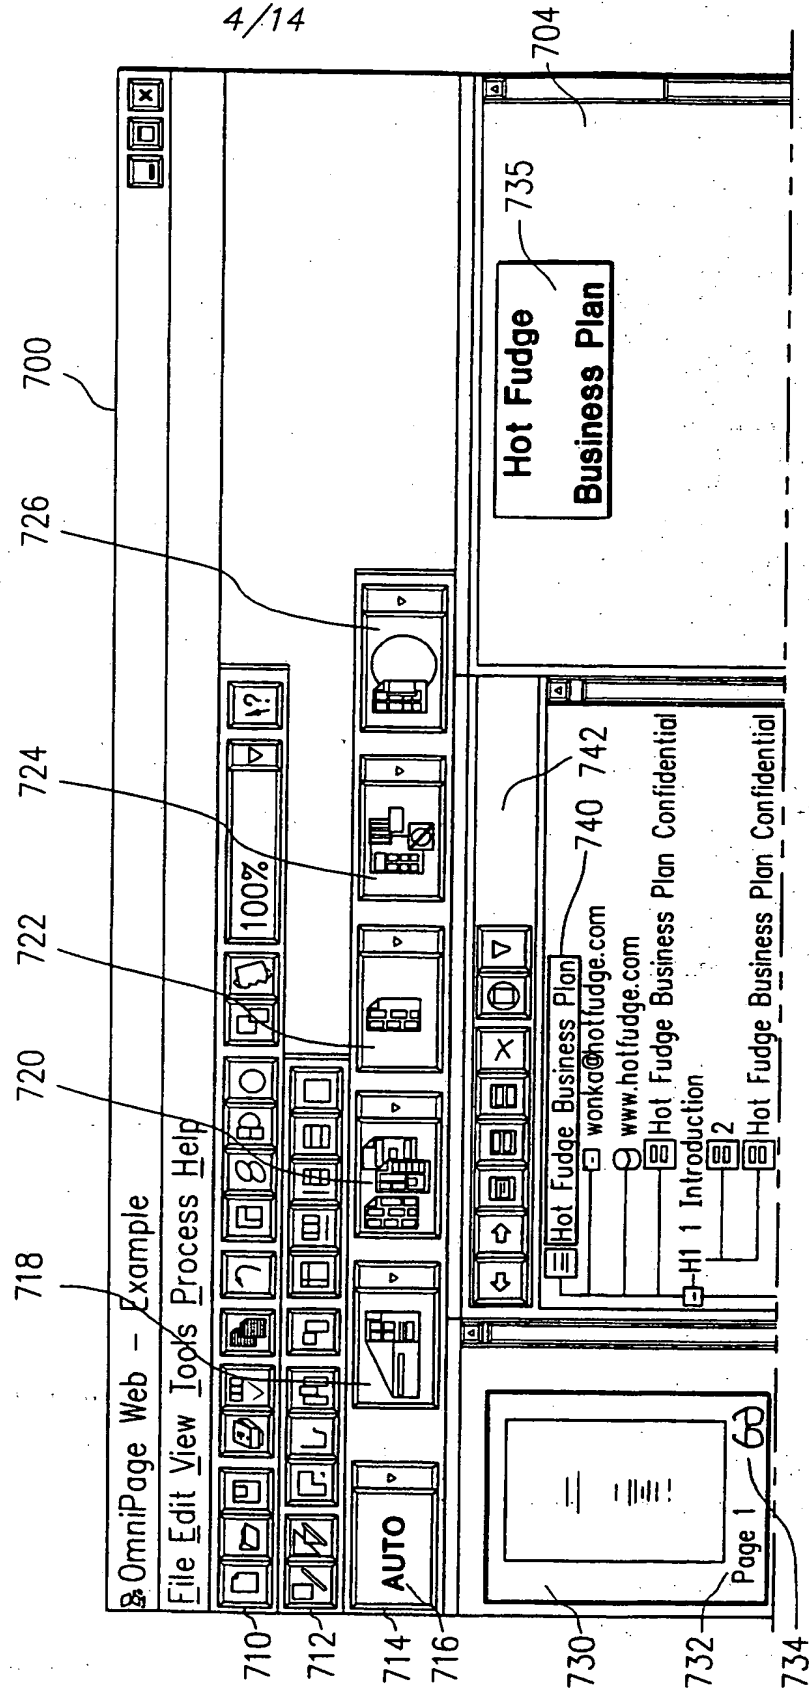 4/14
700
726
724
722
720
718
OmniPage Web – Example
File Edit View Tools Process Help
710
100%
?
712
714
AUTO
716
704
742
740
Hot Fudge Business Plan
wonka@hotfudge.com
www.hotfudge.com
Hot Fudge Business Plan Confidential
H1 1 Introduction
2
Hot Fudge Business Plan Confidential
735
Hot Fudge
Business Plan
730
732
Page 1
734